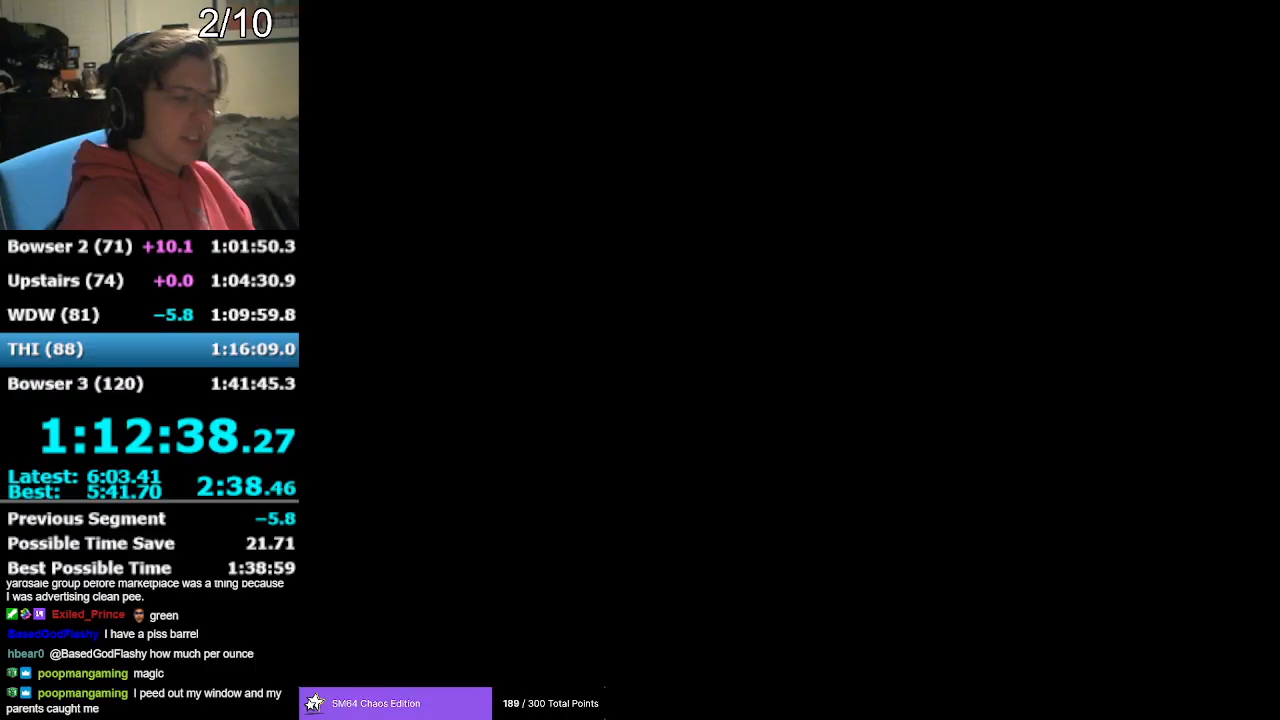 2/10
Bowser 2 (71) +10.1 1:01:50.3
Upstairs (74) +0.0 1:04:30.9
WDW (81) −5.8 1:09:59.8
THI (88) 1:16:09.0
Bowser 3 (120) 1:41:45.3
1:12:38.27
Latest: 6:03.41
Best: 5:41.70
2:38.46
Previous Segment −5.8
Possible Time Save 21.71
Best Possible Time 1:38:59
yardsale group before marketplace was a thing because
I was advertising clean pee.
Exiled_Prince green
BasedGodFlashy I have a piss barrel
hbear0 @BasedGodFlashy how much per ounce
poopmangaming magic
poopmangaming I peed out my window and my
parents caught me
SM64 Chaos Edition 189 / 300 Total Points